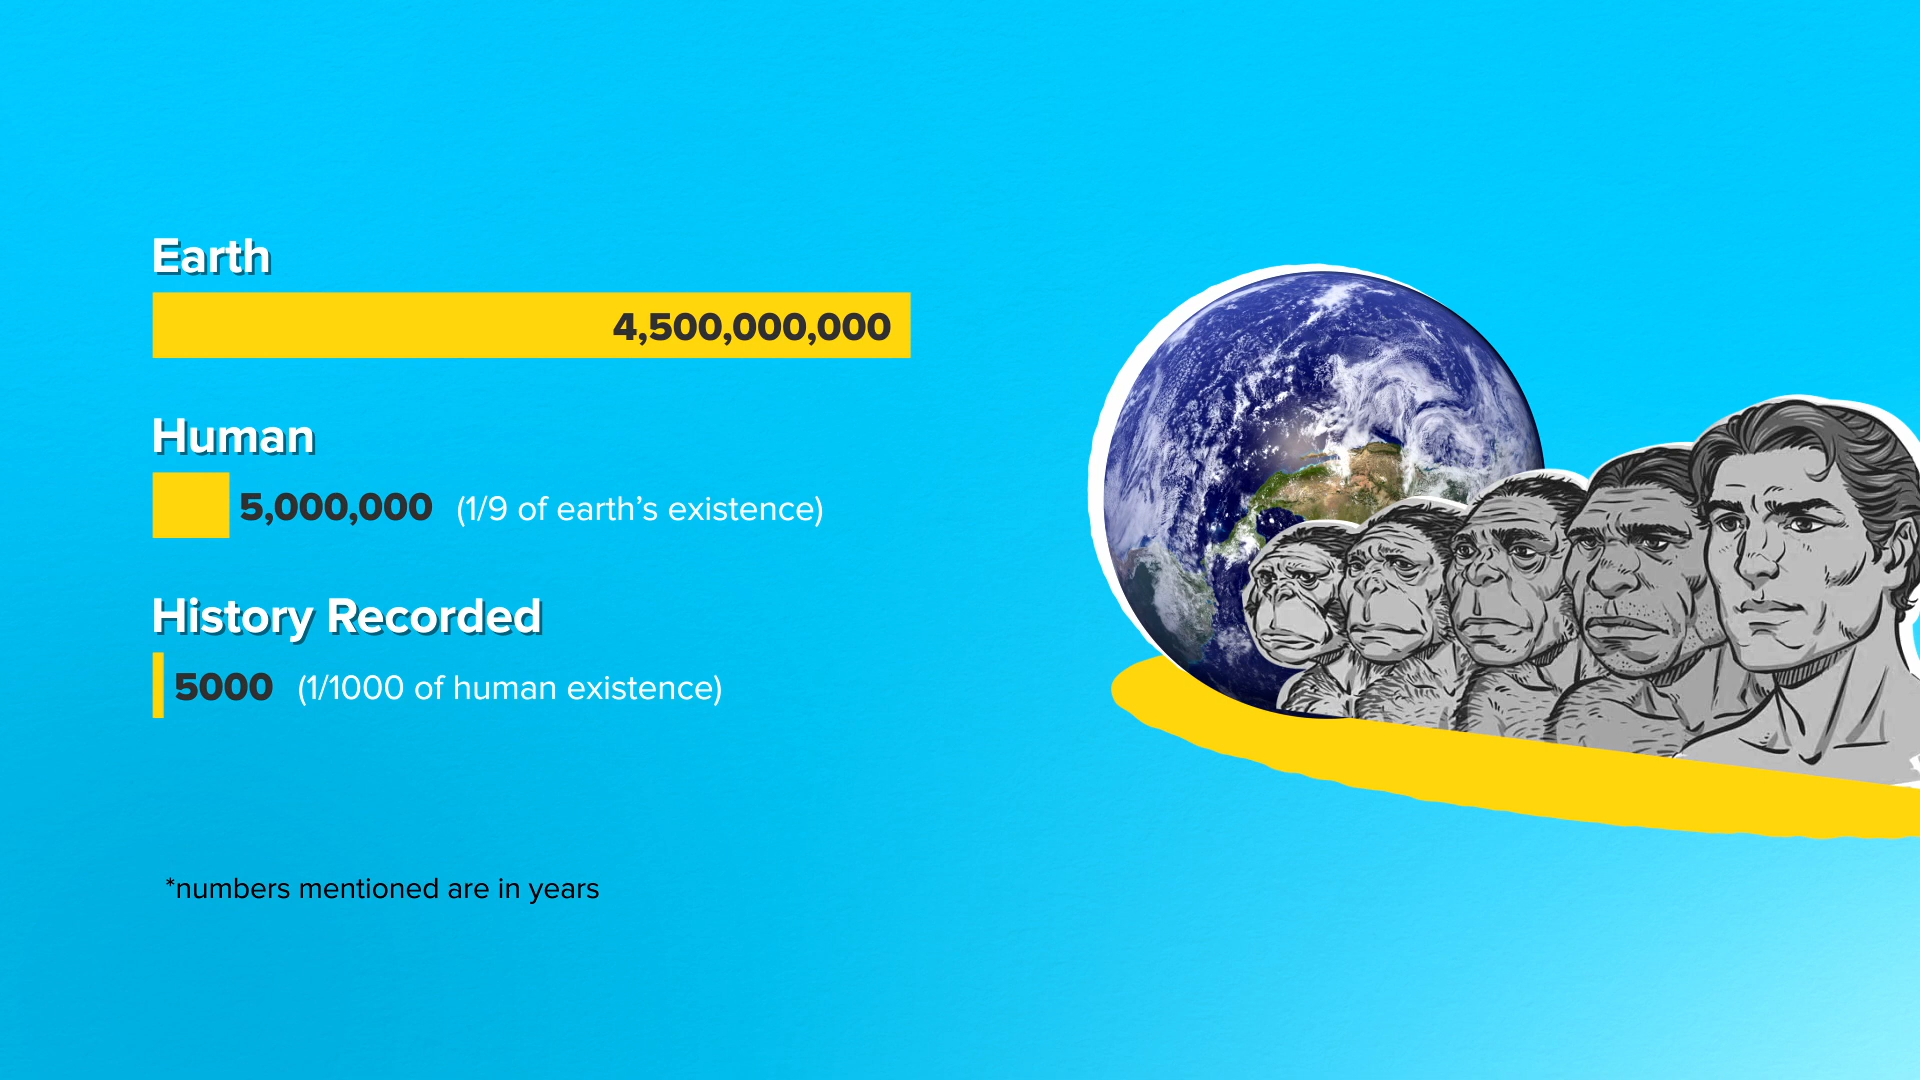 Earth
4,500,000,000
Human
5,000,000 (1/9 of earth's existence)
History Recorded
5000 (1/1000 of human existence)
*numbers mentioned are in years